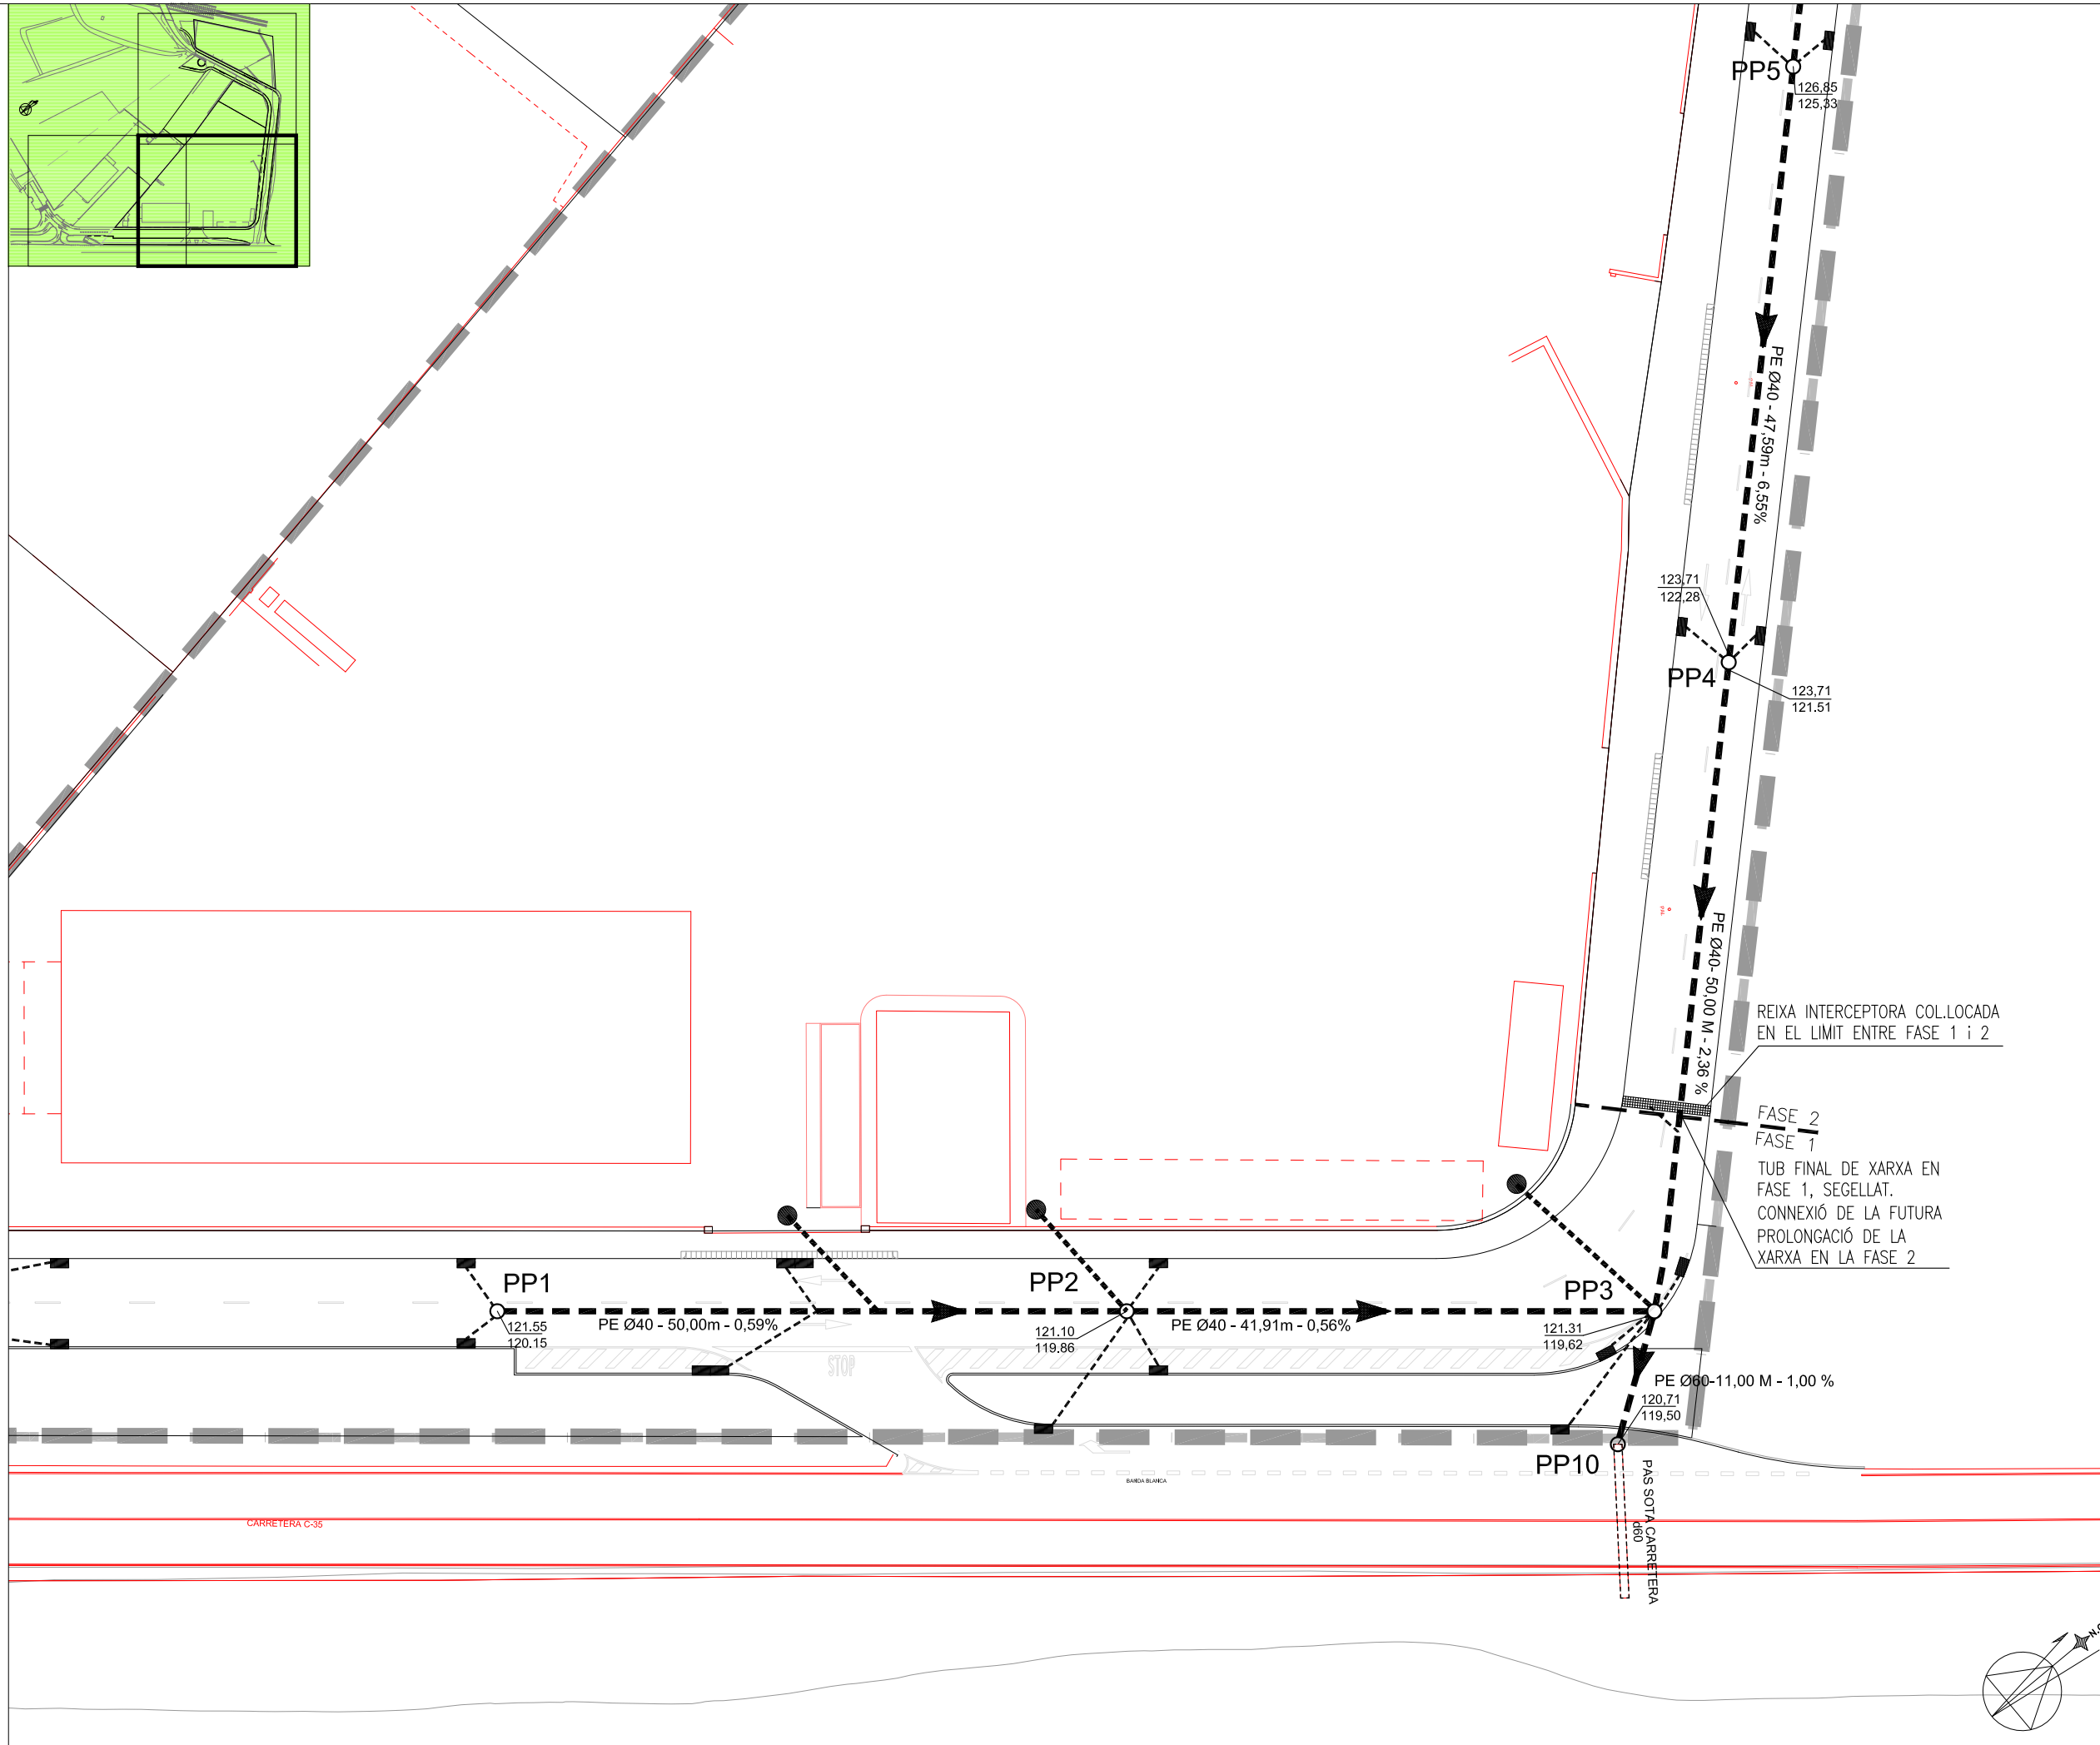 PP5
126,85
125,33
PE Ø40 - 47,59m - 6,55%
123,71
122,28
PP4
123,71
121.51
PE Ø40- 50,00 M - 2,36 %
REIXA INTERCEPTORA COL.LOCADA
EN EL LIMIT ENTRE FASE 1 i 2
FASE 2
FASE 1
TUB FINAL DE XARXA EN
FASE 1, SEGELLAT.
CONNEXIÓ DE LA FUTURA
PROLONGACIÓ DE LA
XARXA EN LA FASE 2
PP1
121.55
120.15
PE Ø40 - 50,00m - 0,59%
STOP
PP2
121.10
119.86
PE Ø40 - 41,91m - 0,56%
PP3
121.31
119,62
PE Ø60-11,00 M - 1,00 %
120,71
119,50
PP10
BANDA BLANCA
PAS SOTA CARRETERA
d60
CARRETERA C-35